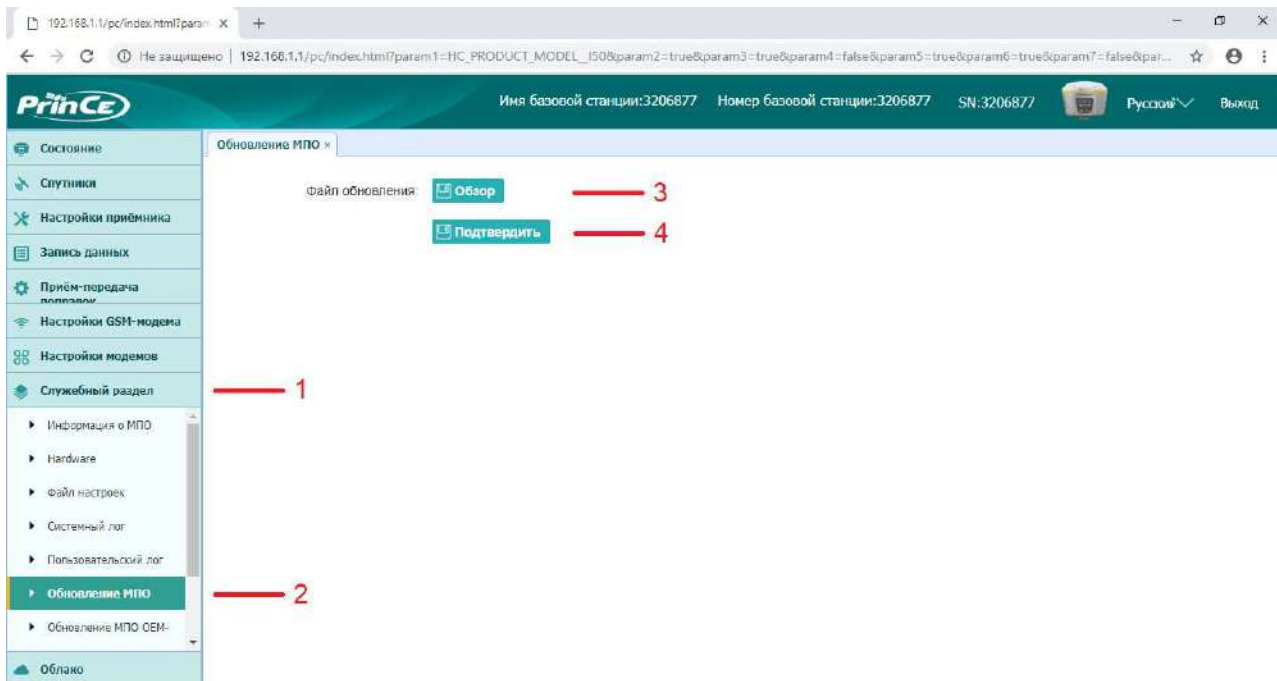 192.168.1.1/pc/index.html?param
Не защищено | 192.168.1.1/pc/index.html?param1=HC_PRODUCT_MODEL__I50&param2=true&param3=true&param4=false&param5=true&param6=true&param7=false&par...
PrinCe
Имя базовой станции:3206877 Номер базовой станции:3206877 SN:3206877 Русский Выход
Состояние
Спутники
Настройки приёмника
Запись данных
Приём-передача
поправок
Настройки GSM-модема
Настройки модемов
Служебный раздел
Информация о МПО
Hardware
Файл настроек
Системный лог
Пользовательский лог
Обновление МПО
Обновление МПО OEM-
Облако
Обновление МПО ×
Файл обновления: Обзор 3
Подтвердить 4
1
2